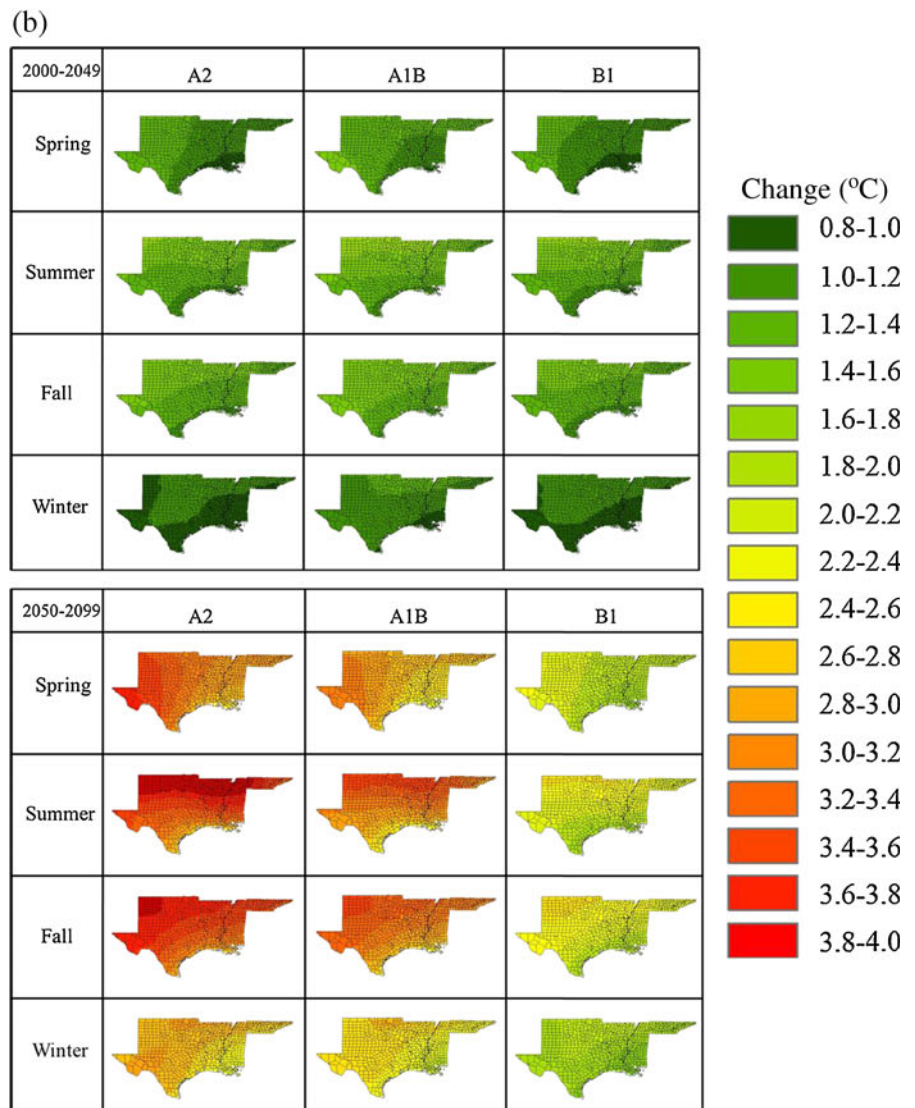 (b)
2000-2049 A2 A1B B1
Spring
Summer
Fall
Winter
2050-2099 A2 A1B B1
Spring
Summer
Fall
Winter
Change (°C)
0.8-1.0
1.0-1.2
1.2-1.4
1.4-1.6
1.6-1.8
1.8-2.0
2.0-2.2
2.2-2.4
2.4-2.6
2.6-2.8
2.8-3.0
3.0-3.2
3.2-3.4
3.4-3.6
3.6-3.8
3.8-4.0